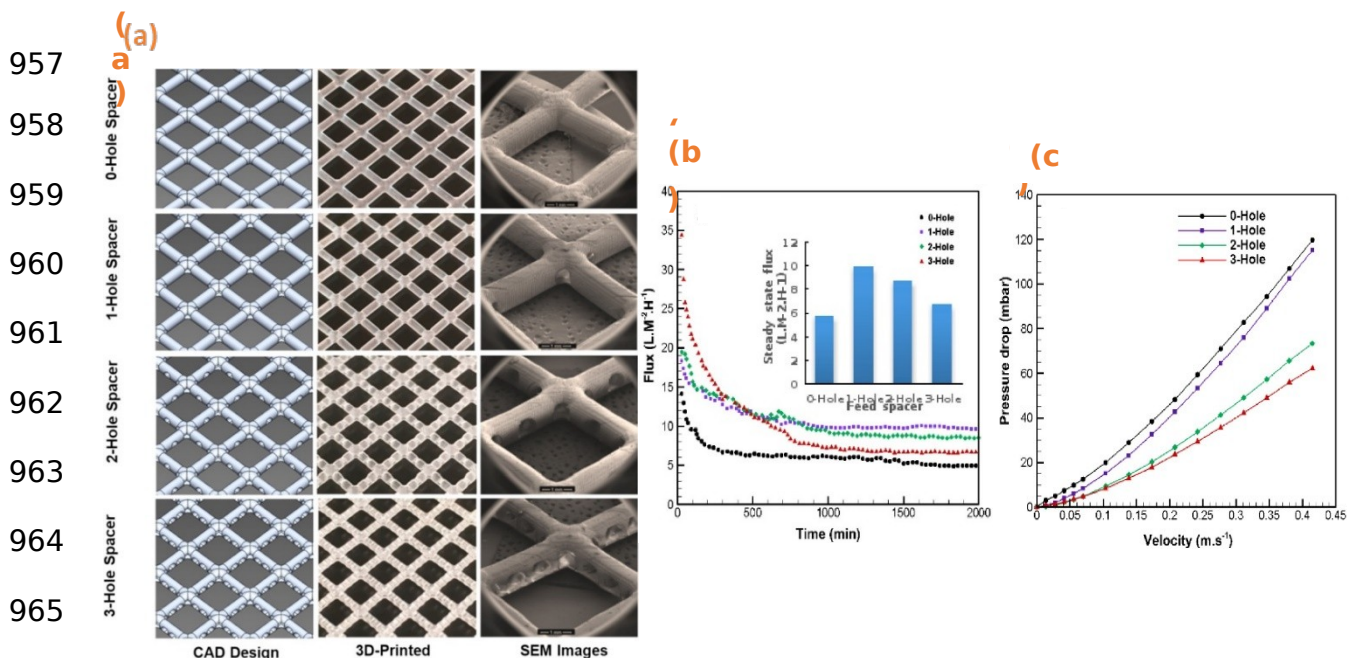 957
958
959
960
961
962
963
964
965
(a)
(a)
0-Hole Spacer
1-Hole Spacer
2-Hole Spacer
3-Hole Spacer
CAD Design
3D-Printed
SEM Images
(b)
Flux (L.M⁻².H⁻¹)
40
35
30
25
20
15
10
5
0
0
500
1000
1500
2000
Time (min)
0-Hole
1-Hole
2-Hole
3-Hole
Steady state flux
(L.M-2.H-1)
12
10
8
6
4
2
0
0-Hole
1-Hole
2-Hole
3-Hole
Feed spacer
(c
Pressure drop (mbar)
140
120
100
80
60
40
20
0
0
0.05
0.1
0.15
0.2
0.25
0.3
0.35
0.4
0.45
Velocity (m.s⁻¹)
0-Hole
1-Hole
2-Hole
3-Hole